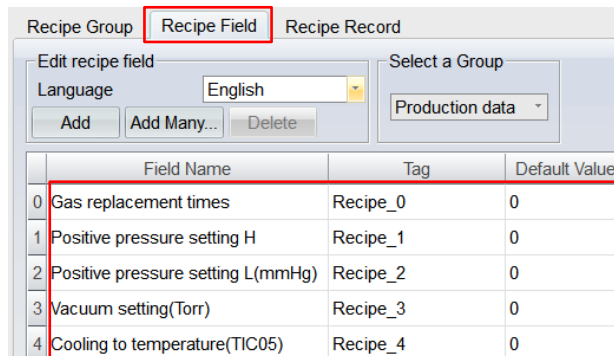 Recipe Group Recipe Field Recipe Record
Edit recipe field Select a Group
Language English
Production data
Add Add Many... Delete
Field Name Tag Default Value
0 Gas replacement times Recipe_0 0
1 Positive pressure setting H Recipe_1 0
2 Positive pressure setting L(mmHg) Recipe_2 0
3 Vacuum setting(Torr) Recipe_3 0
4 Cooling to temperature(TIC05) Recipe_4 0